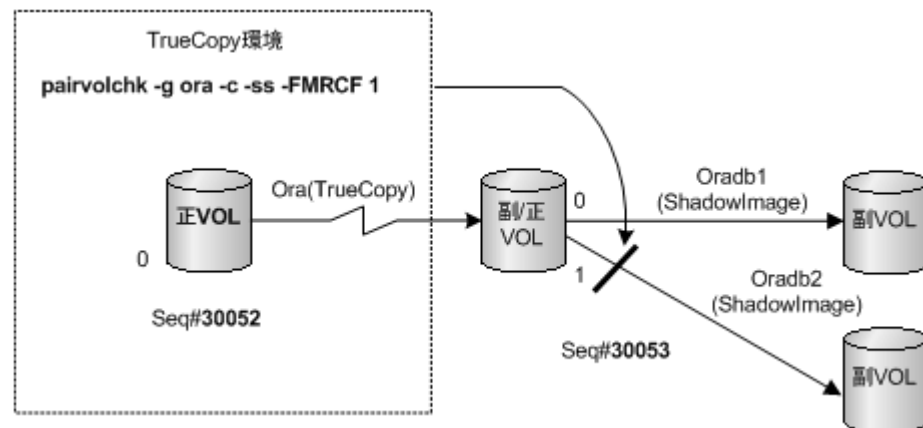 TrueCopy環境
pairvolchk -g ora -c -ss -FMRCF 1
正VOL
0
Seq#30052
Ora(TrueCopy)
副/正
VOL
0
1
Seq#30053
Oradb1
(ShadowImage)
副VOL
Oradb2
(ShadowImage)
副VOL